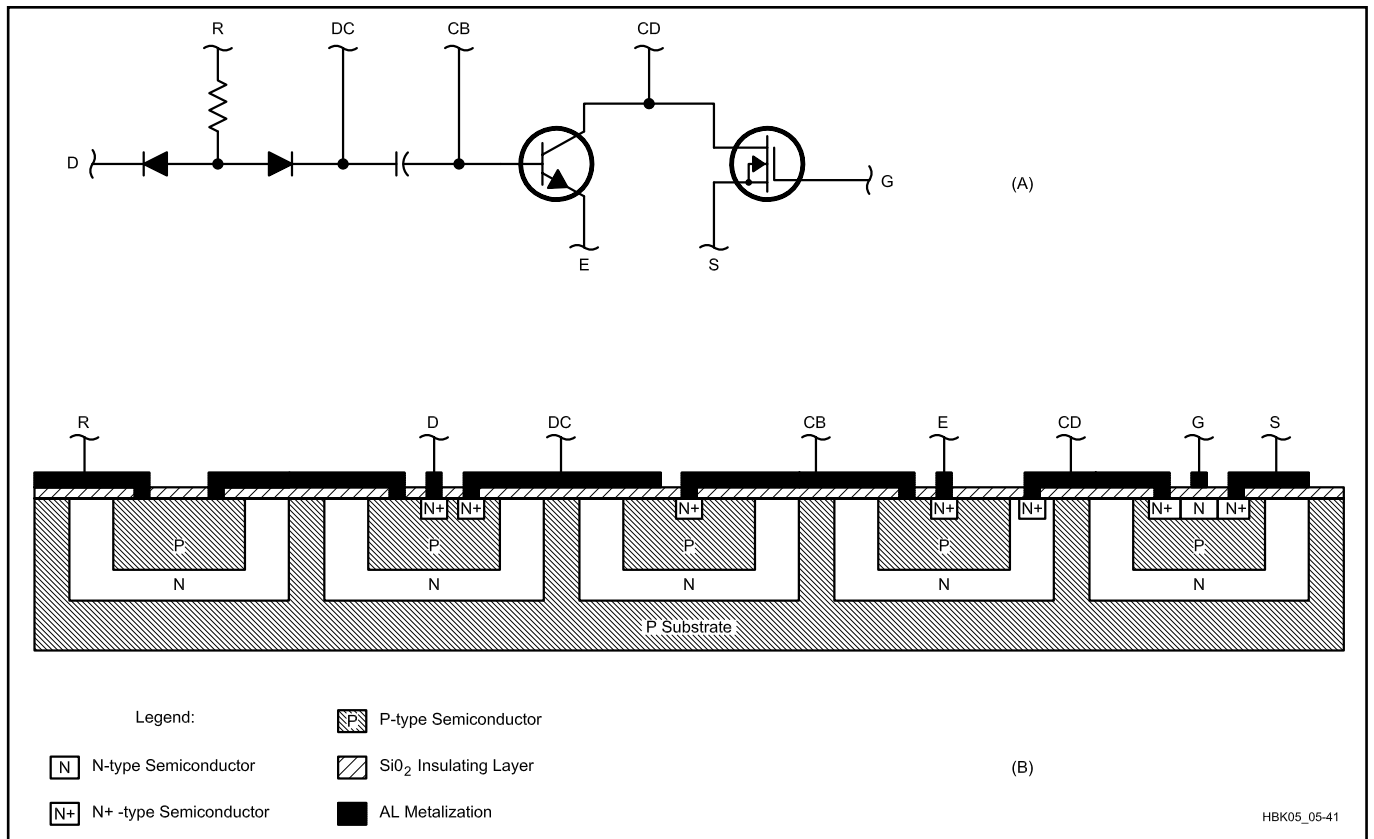 R DC CB CD
D
G
(A)
E S
R D DC CB E CD G S
N+ N+ N+ N+ N+ N+ N N+
P P P P P
N N N N N
P Substrate
Legend:
P P-type Semiconductor
N N-type Semiconductor
Si02 Insulating Layer
(B)
N+ N+ -type Semiconductor
AL Metalization
HBK05_05-41